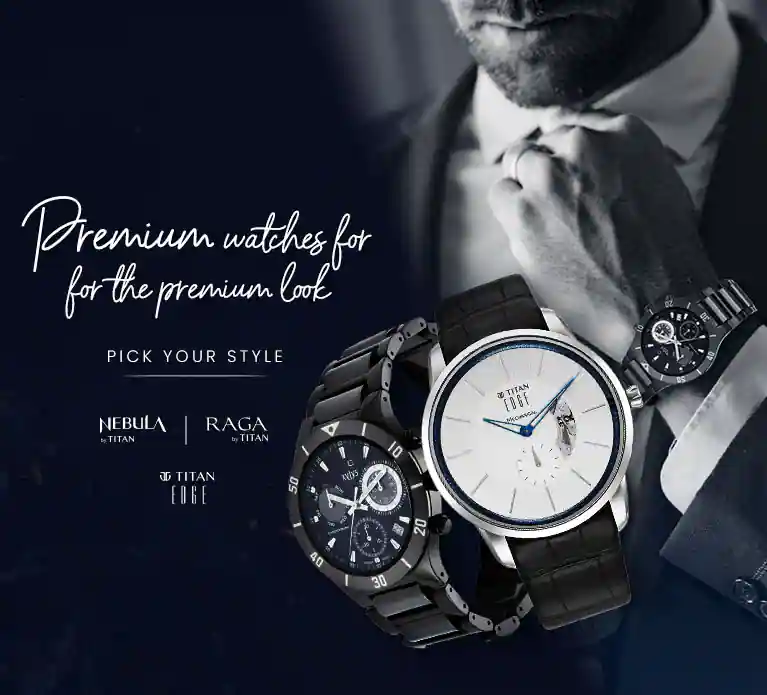 Premium watches for
for the premium look
PICK YOUR STYLE
NEBULA
by TITAN
RAGA
by TITAN
TITAN
EDGE
TITAN
EDGE
10
20
30
40
50